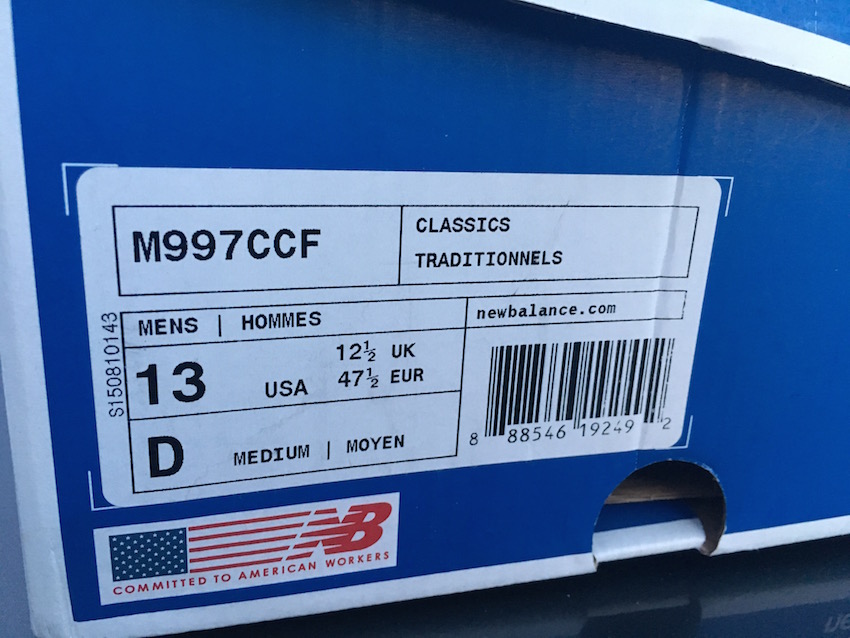 M997CCF
CLASSICS
TRADITIONNELS
S150810143
MENS | HOMMES
newbalance.com
13 USA
12½ UK
47½ EUR
D MEDIUM | MOYEN
8 88546 19249 2
NB
COMMITTED TO AMERICAN WORKERS